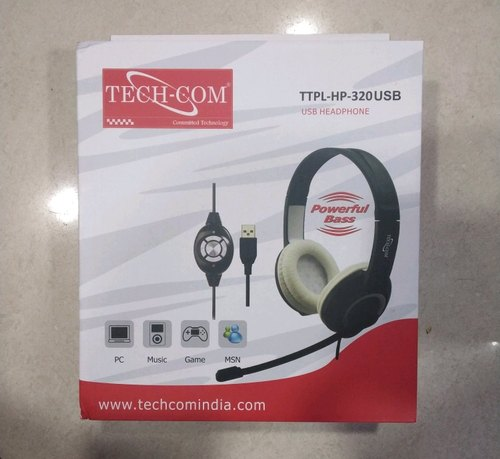 TECH-COM
Committed Technology
TTPL-HP-320USB
USB HEADPHONE
Powerful
Bass
TECH-COM
PC
Music
Game
MSN
www.techcomindia.com